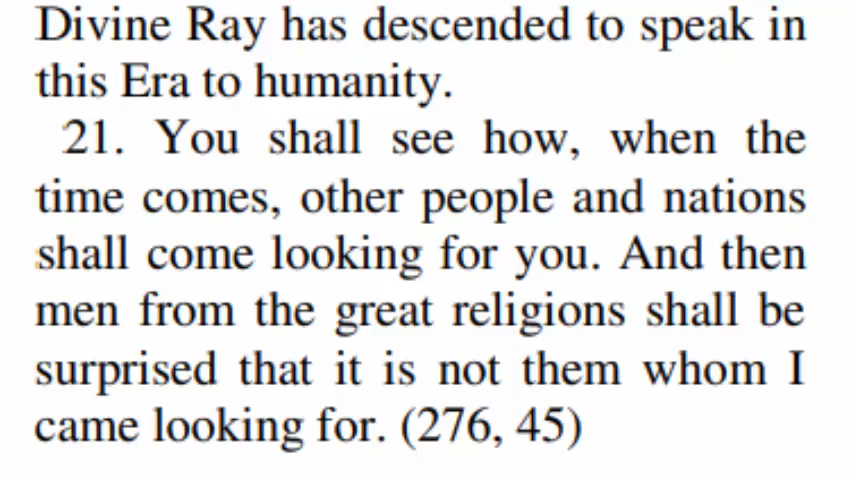 Divine Ray has descended to speak in
this Era to humanity.
21. You shall see how, when the
time comes, other people and nations
shall come looking for you. And then
men from the great religions shall be
surprised that it is not them whom I
came looking for. (276, 45)